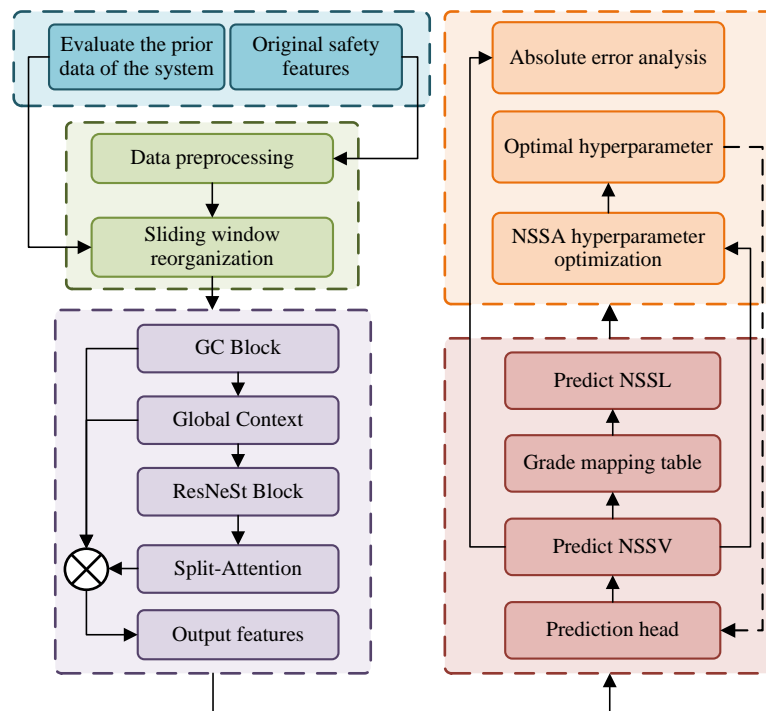 Evaluate the prior
data of the system
Original safety
features
Data preprocessing
Sliding window
reorganization
GC Block
Global Context
ResNeSt Block
Split-Attention
Output features
Absolute error analysis
Optimal hyperparameter
NSSA hyperparameter
optimization
Predict NSSL
Grade mapping table
Predict NSSV
Prediction head